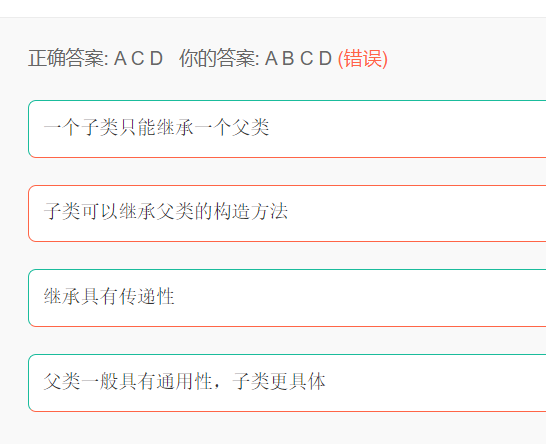 正确答案: A C D 你的答案: A B C D (错误)
一个子类只能继承一个父类
子类可以继承父类的构造方法
继承具有传递性
父类一般具有通用性，子类更具体